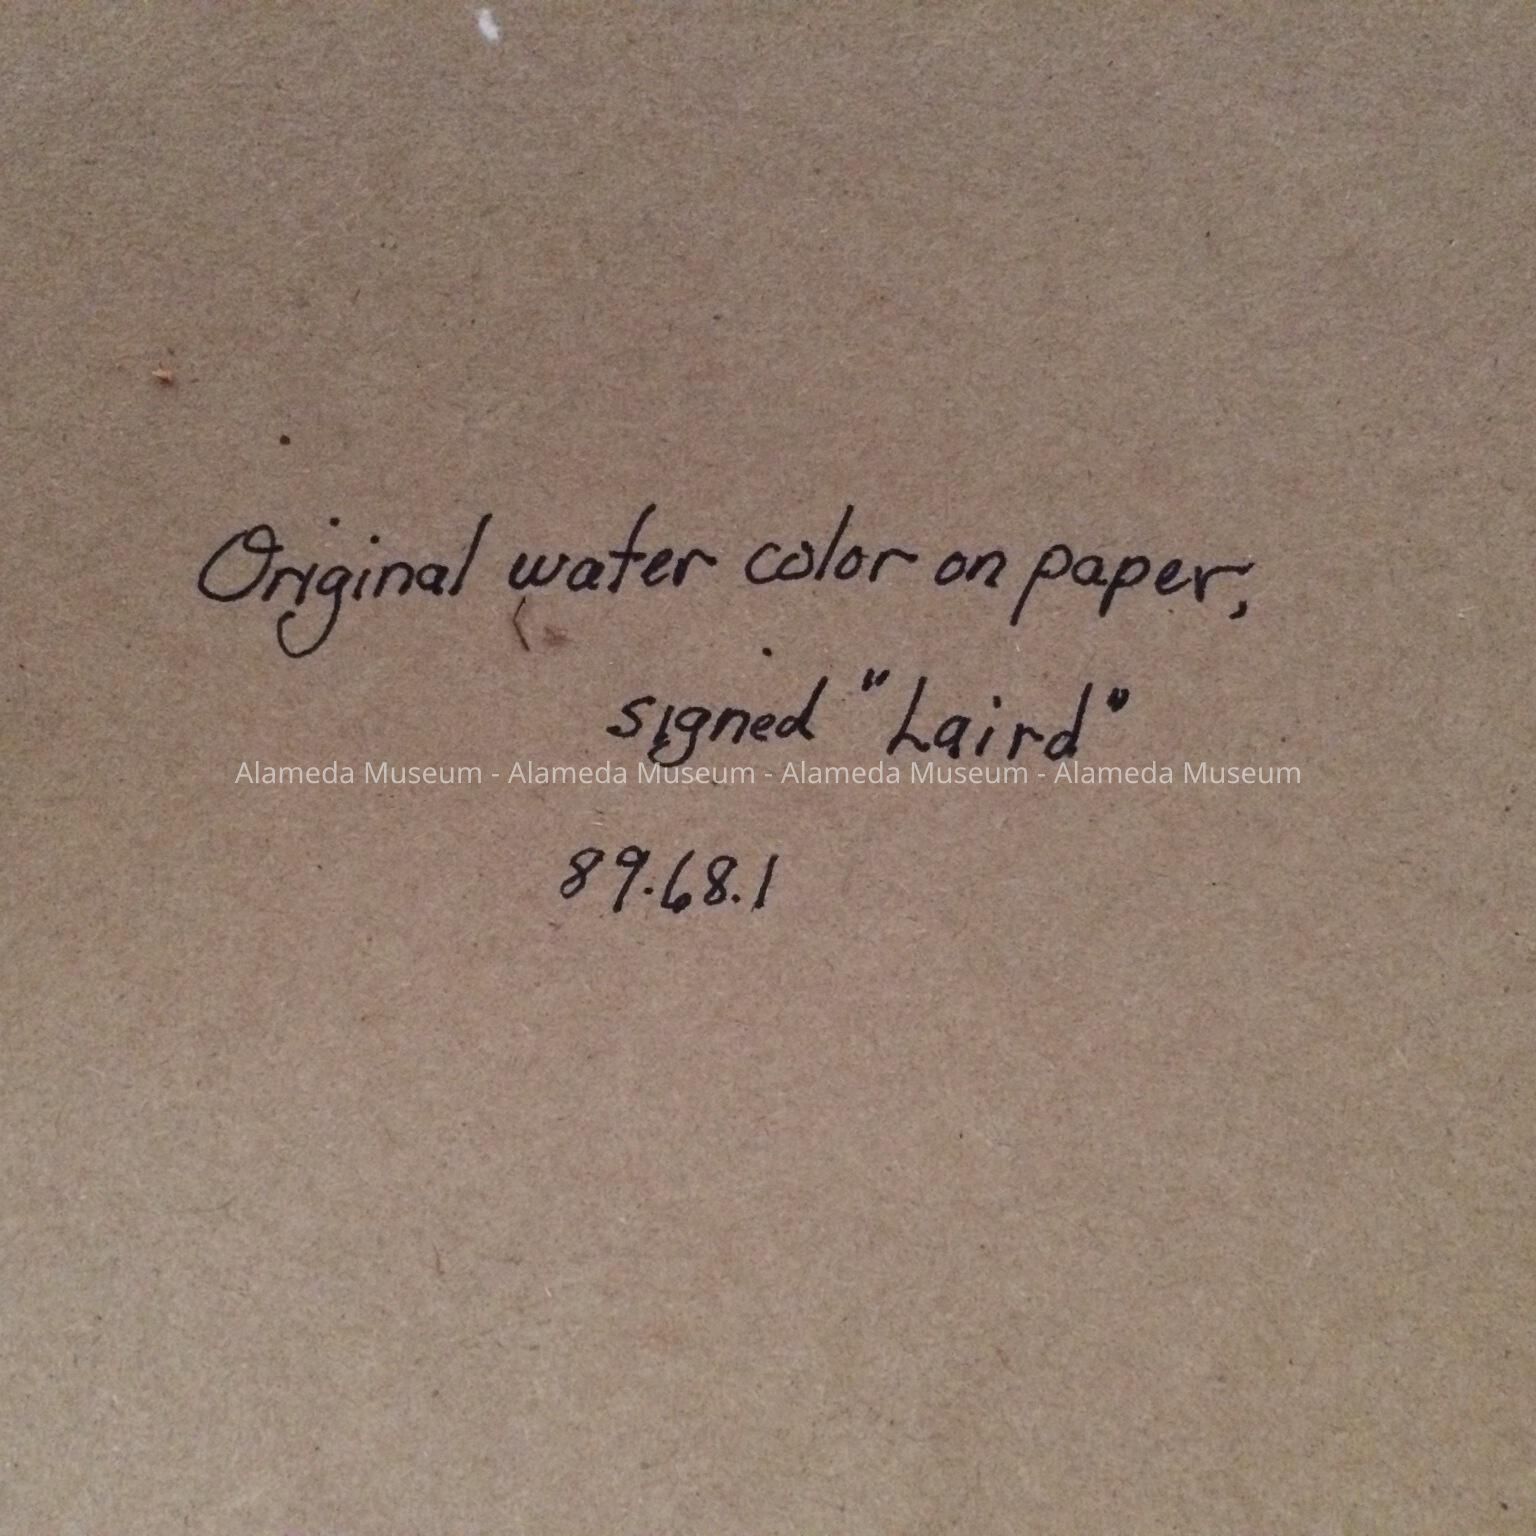 Original water color on paper,
signed "Laird"
Alameda Museum - Alameda Museum - Alameda Museum - Alameda Museum
89.68.1